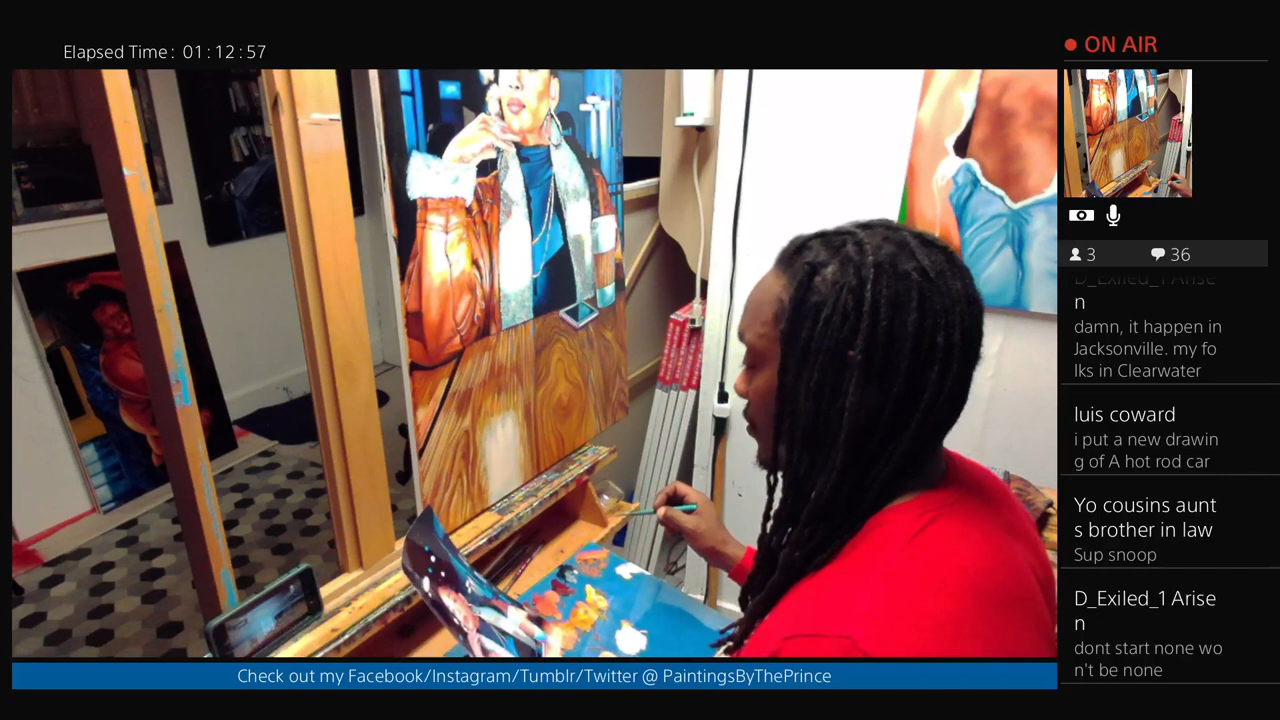 Elapsed Time: 01:12:57
ON AIR
3 36
D_Exiled_1 Arise
n
damn, it happen in
Jacksonville. my fo
lks in Clearwater
luis coward
i put a new drawin
g of A hot rod car
Yo cousins aunt
s brother in law
Sup snoop
D_Exiled_1 Arise
n
dont start none wo
n't be none
Check out my Facebook/Instagram/Tumblr/Twitter @ PaintingsByThePrince